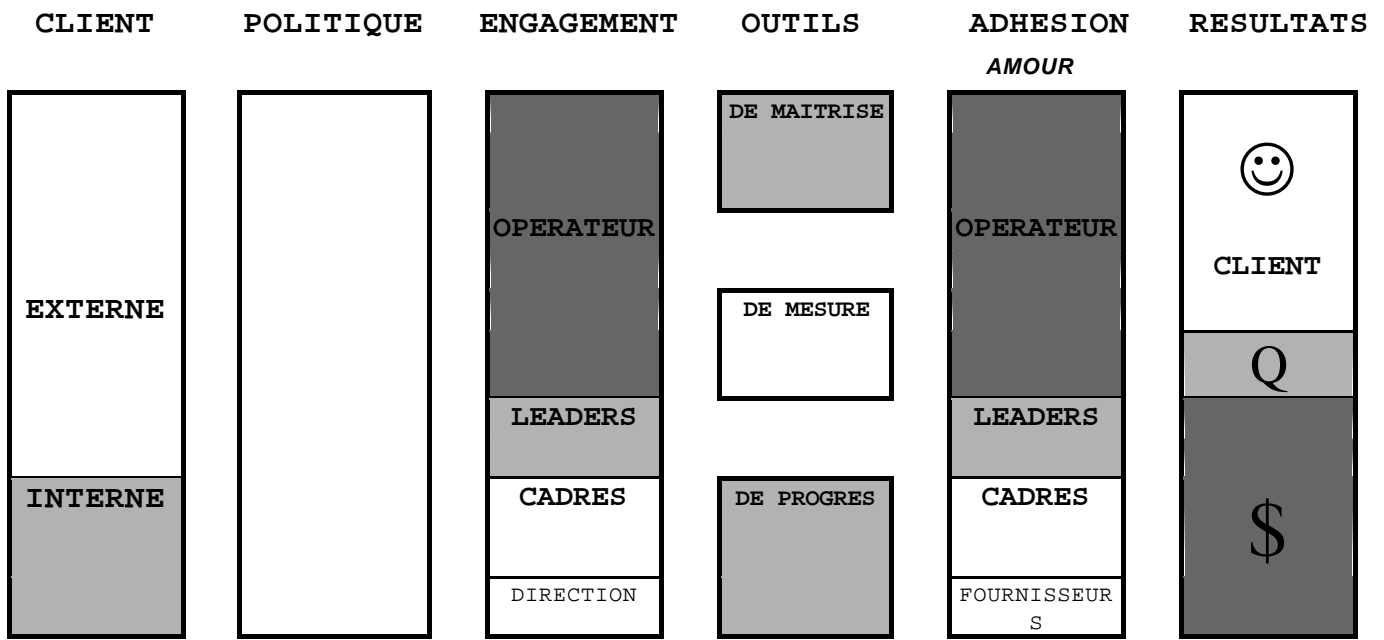 CLIENT POLITIQUE ENGAGEMENT OUTILS ADHESION RESULTATS
AMOUR
EXTERNE
INTERNE
OPERATEUR
LEADERS
CADRES
DIRECTION
DE MAITRISE
DE MESURE
DE PROGRES
OPERATEUR
LEADERS
CADRES
FOURNISSEUR
S
CLIENT
Q
$